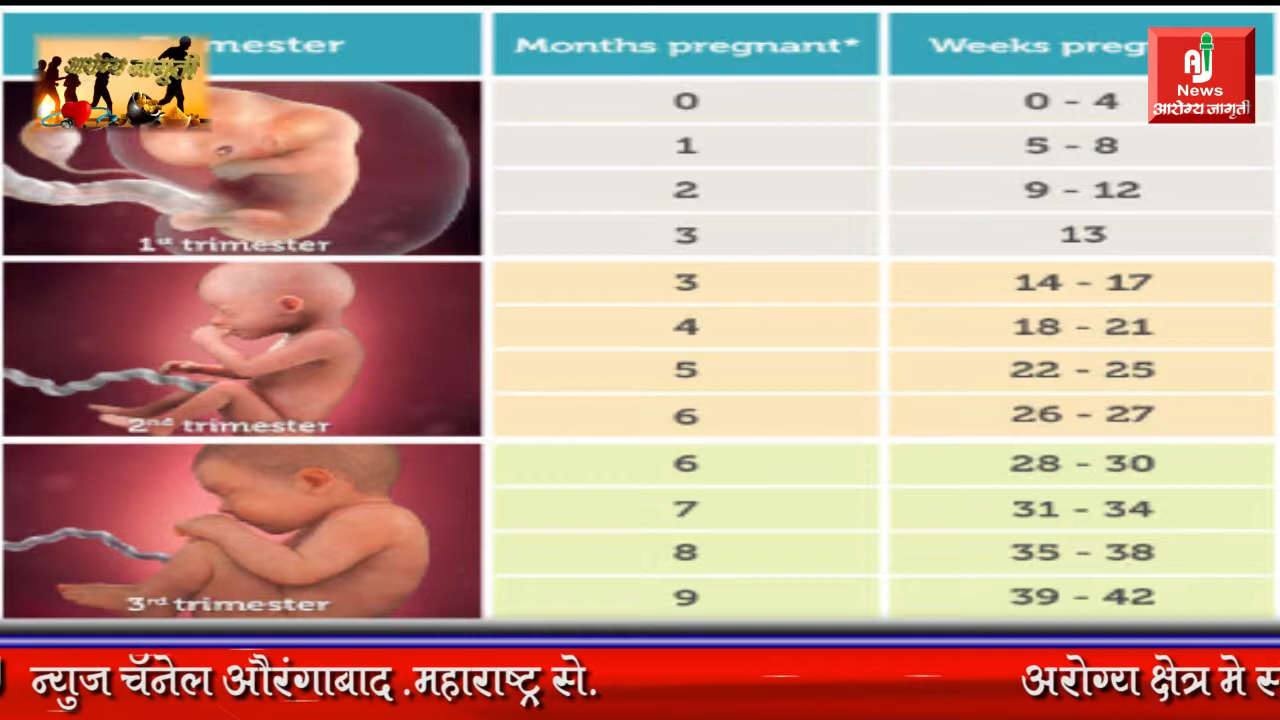 mester
Months pregnant*
Weeks preg
आरोग्य जागृती
AJ
News
आरोग्य जागृती
0
0 - 4
1
5 - 8
2
9 - 12
3
13
1st trimester
3
14 - 17
4
18 - 21
5
22 - 25
6
26 - 27
2nd trimester
6
28 - 30
7
31 - 34
8
35 - 38
9
39 - 42
3rd trimester
न्युज चॅनेल औरंगाबाद .महाराष्ट्र से.
अरोग्य क्षेत्र मे स